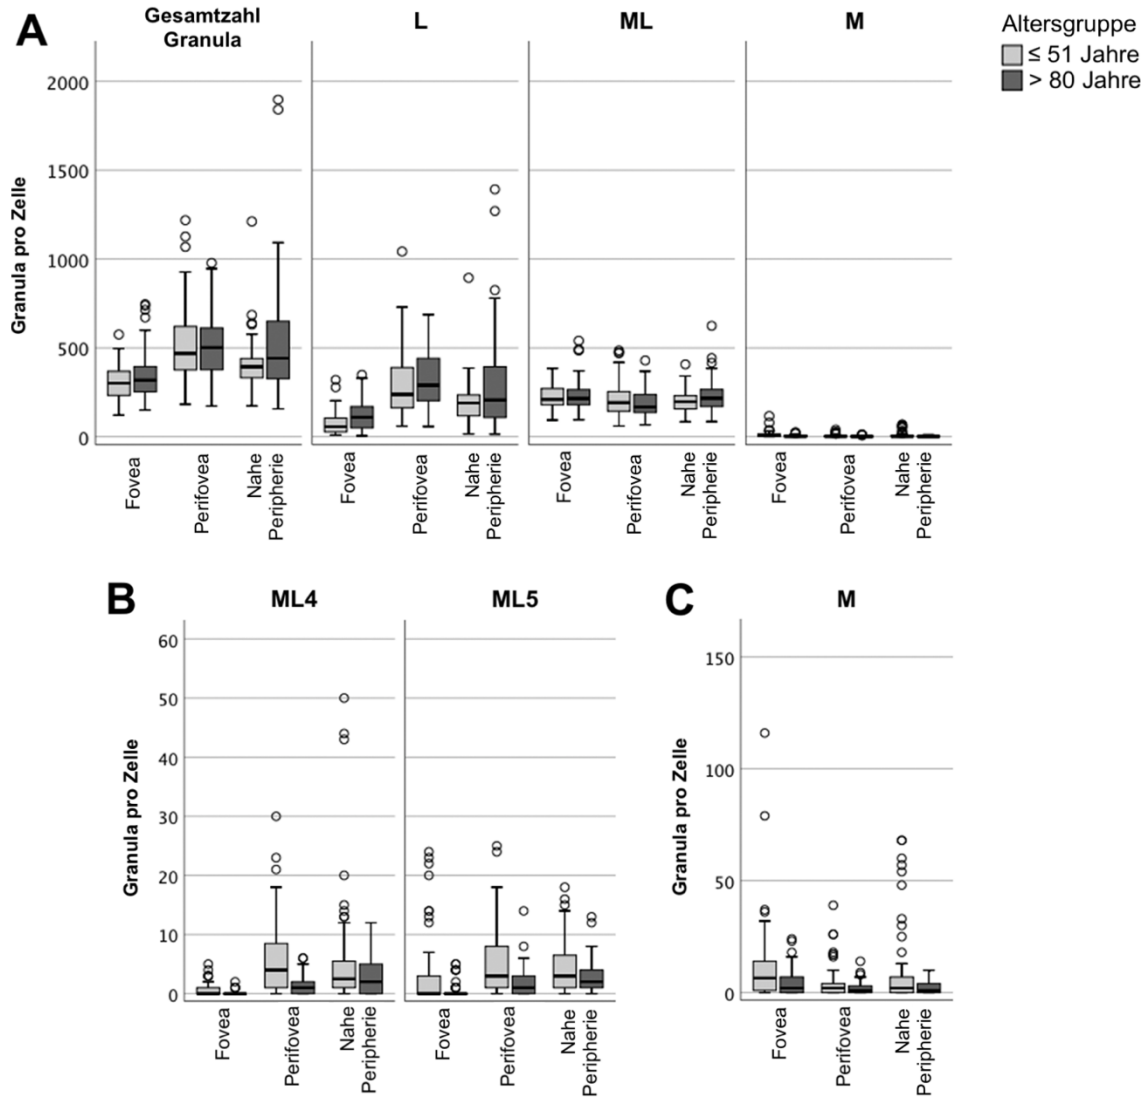 A
Gesamtzahl
Granula
L
ML
M
Altersgruppe
≤ 51 Jahre
> 80 Jahre
Granula pro Zelle
2000
1500
1000
500
0
Fovea
Perifovea
Nahe
Peripherie
Fovea
Perifovea
Nahe
Peripherie
Fovea
Perifovea
Nahe
Peripherie
Fovea
Perifovea
Nahe
Peripherie
B
ML4
ML5
Granula pro Zelle
60
50
40
30
20
10
0
Fovea
Perifovea
Nahe
Peripherie
Fovea
Perifovea
Nahe
Peripherie
C
M
Granula pro Zelle
150
100
50
0
Fovea
Perifovea
Nahe
Peripherie